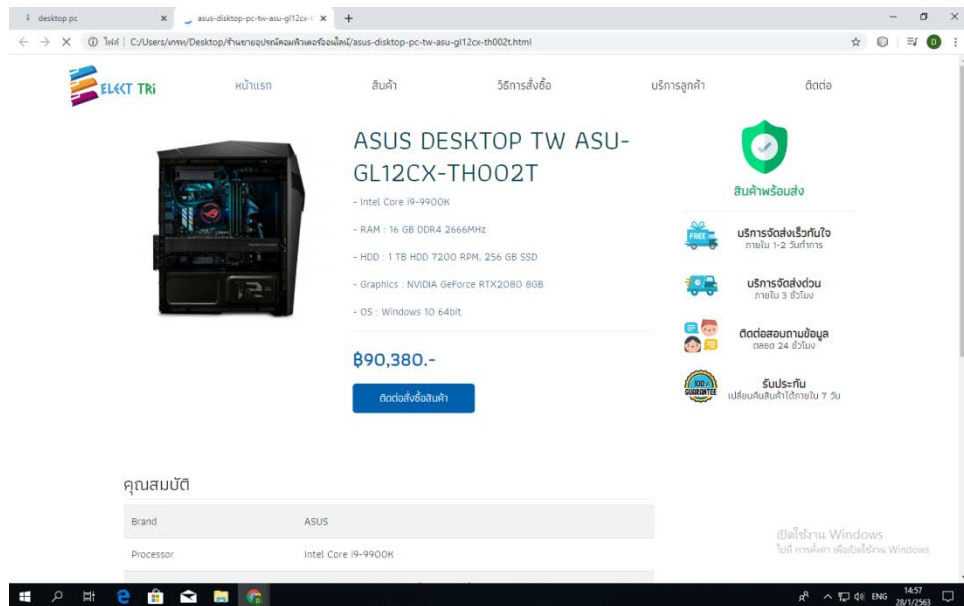 desktop pc
asus-disktop-pc-tw-asu-gl12cx-t
ไฟล์ | C:/Users/เกรน/Desktop/ร้านขายอุปรณ์คอมพิวเตอร์ออนไลน์/asus-disktop-pc-tw-asu-gl12cx-th002t.html
D
ELECT TRi
หน้าแรก
สินค้า
วิธีการสั่งซื้อ
บริการลูกค้า
ติดต่อ
ASUS DESKTOP TW ASU-
GL12CX-TH002T
- Intel Core i9-9900K
- RAM : 16 GB DDR4 2666MHz
- HDD : 1 TB HDD 7200 RPM, 256 GB SSD
- Graphics : NVIDIA GeForce RTX2080 8GB
- OS : Windows 10 64bit
฿90,380.-
ติดต่อสั่งซื้อสินค้า
สินค้าพร้อมส่ง
FREE
บริการจัดส่งเร็วทันใจ
ภายใน 1-2 วันทำการ
บริการจัดส่งด่วน
ภายใน 3 ชั่วโมง
ติดต่อสอบถามข้อมูล
ตลอด 24 ชั่วโมง
100%
GUARANTEE
รับประกัน
เปลี่ยนคืนสินค้าได้ภายใน 7 วัน
คุณสมบัติ
Brand ASUS
Processor Intel Core i9-9900K
เปิดใช้งาน Windows
ไปที่ การตั้งค่า เพื่อเปิดใช้งาน Windows
ENG
14:57
28/1/2563